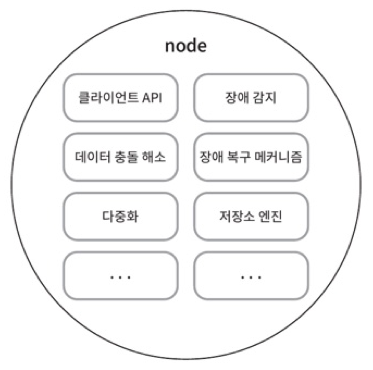 node
클라이언트 API
장애 감지
데이터 충돌 해소
장애 복구 메커니즘
다중화
저장소 엔진
...
...